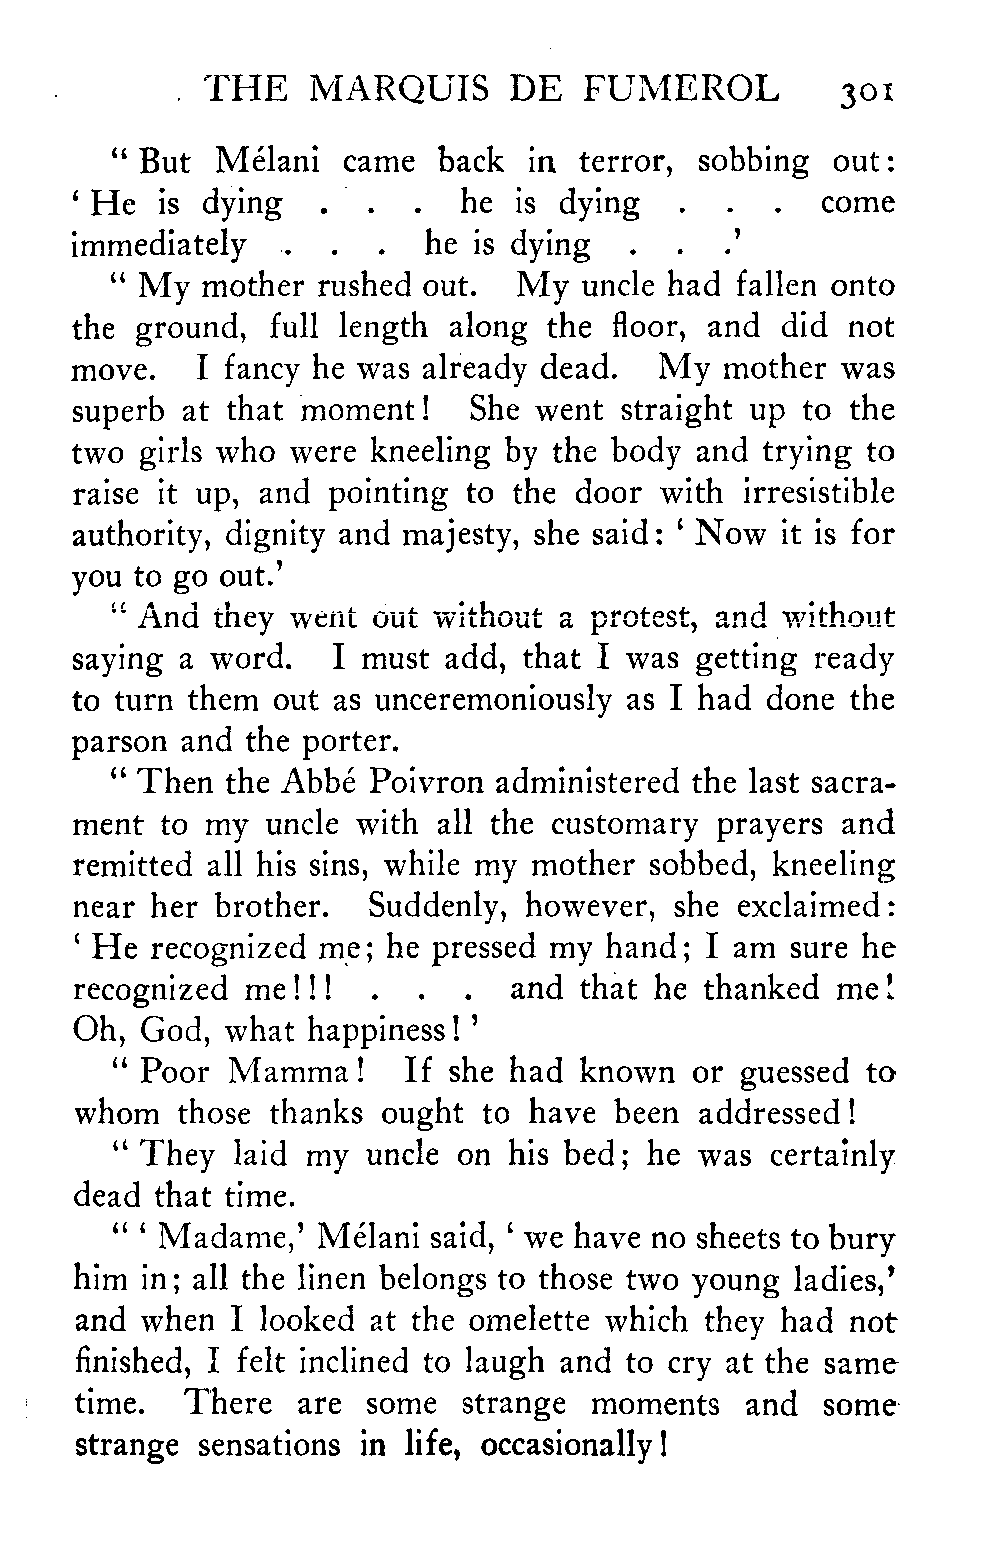 THE MARQUIS DE FUMEROL 301
“ But Mélani came back in terror, sobbing out:
‘ He is dying . . . he is dying . . . come
immediately . . . he is dying . . .’
“ My mother rushed out. My uncle had fallen onto
the ground, full length along the floor, and did not
move. I fancy he was already dead. My mother was
superb at that moment! She went straight up to the
two girls who were kneeling by the body and trying to
raise it up, and pointing to the door with irresistible
authority, dignity and majesty, she said: ‘ Now it is for
you to go out.’
“ And they went out without a protest, and without
saying a word. I must add, that I was getting ready
to turn them out as unceremoniously as I had done the
parson and the porter.
“ Then the Abbé Poivron administered the last sacra-
ment to my uncle with all the customary prayers and
remitted all his sins, while my mother sobbed, kneeling
near her brother. Suddenly, however, she exclaimed:
‘ He recognized me; he pressed my hand; I am sure he
recognized me!!! . . . and that he thanked me!
Oh, God, what happiness! ’
“ Poor Mamma! If she had known or guessed to
whom those thanks ought to have been addressed!
“ They laid my uncle on his bed; he was certainly
dead that time.
“ ‘ Madame,’ Mélani said, ‘ we have no sheets to bury
him in; all the linen belongs to those two young ladies,’
and when I looked at the omelette which they had not
finished, I felt inclined to laugh and to cry at the same
time. There are some strange moments and some
strange sensations in life, occasionally!